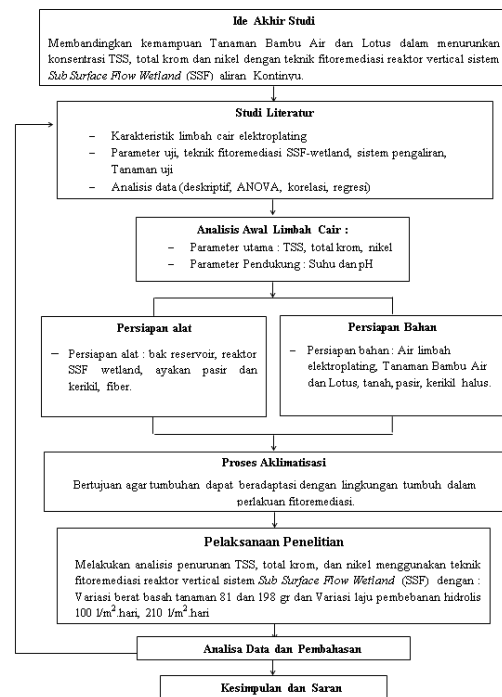 Ide Akhir Studi
Membandingkan kemampuan Tanaman Bambu Air dan Lotus dalam menurunkan
konsentrasi TSS, total krom dan nikel dengan teknik fitoremediasi reaktor vertical sistem
Sub Surface Flow Wetland (SSF) aliran Kontinyu.
Studi Literatur
– Karakteristik limbah cair elektroplating
– Parameter uji, teknik fitoremediasi SSF-wetland, sistem pengaliran,
Tanaman uji
– Analisis data (deskriptif, ANOVA, korelasi, regresi)
Analisis Awal Limbah Cair :
– Parameter utama : TSS, total krom, nikel
– Parameter Pendukung : Suhu dan pH
Persiapan alat
– Persiapan alat : bak reservoir, reaktor
SSF wetland, ayakan pasir dan
kerikil, fiber.
Persiapan Bahan
– Persiapan bahan : Air limbah
elektroplating, Tanaman Bambu Air
dan Lotus, tanah, pasir, kerikil halus.
Proses Aklimatisasi
Bertujuan agar tumbuhan dapat beradaptasi dengan lingkungan tumbuh dalam
perlakuan fitoremediasi.
Pelaksanaan Penelitian
Melakukan analisis penurunan TSS, total krom, dan nikel menggunakan teknik
fitoremediasi reaktor vertical sistem Sub Surface Flow Wetland (SSF) dengan :
Variasi berat basah tanaman 81 dan 198 gr dan Variasi laju pembebanan hidrolis
100 l/m².hari, 210 l/m².hari
Analisa Data dan Pembahasan
Kesimpulan dan Saran